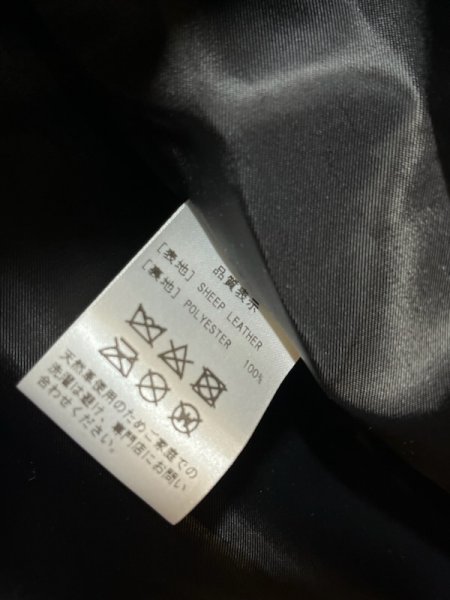 品質表示
[表地] SHEEP LEATHER
[裏地] POLYESTER 100%
天然革使用のためご家庭での
洗濯は避け、専門店にお問い
合わせください。